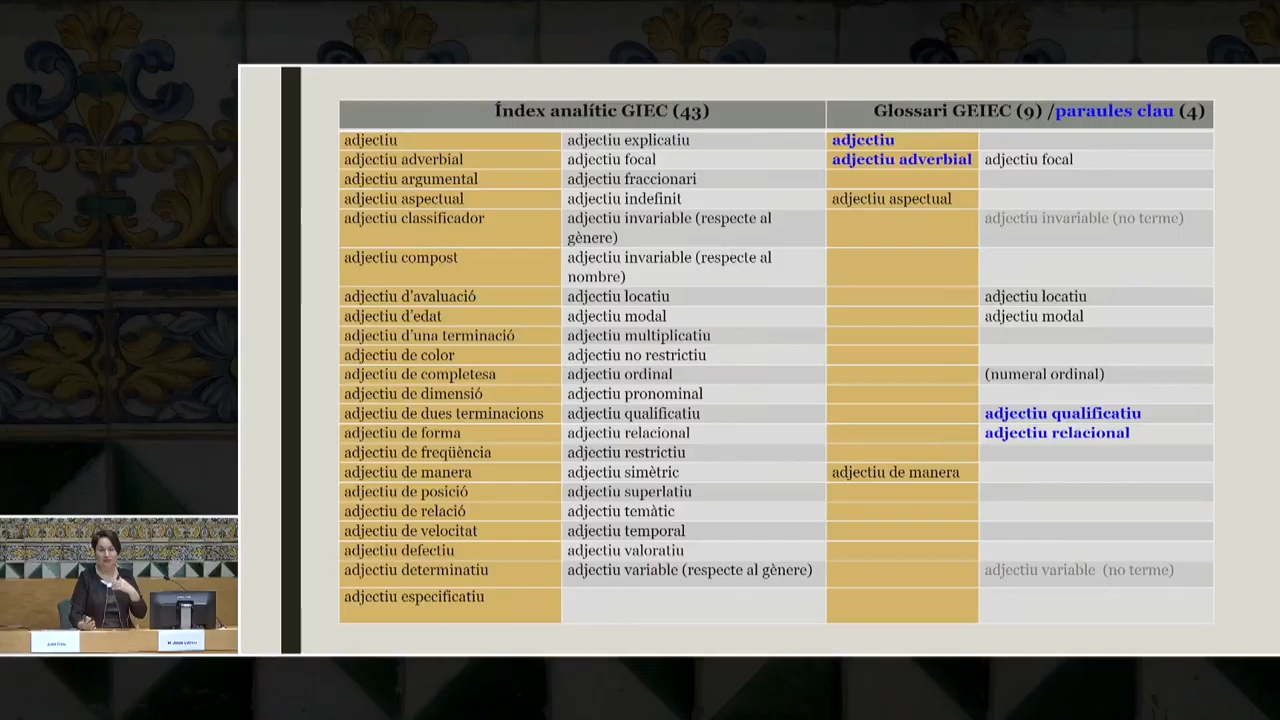 Índex analític GIEC (43) Glossari GEIEC (9) /paraules clau (4)
adjectiu adjectiu explicatiu adjectiu
adjectiu adverbial adjectiu focal adjectiu adverbial adjectiu focal
adjectiu argumental adjectiu fraccionari
adjectiu aspectual adjectiu indefinit adjectiu aspectual
adjectiu classificador adjectiu invariable (respecte al adjectiu invariable (no terme)
gènere)
adjectiu compost adjectiu invariable (respecte al
nombre)
adjectiu d'avaluació adjectiu locatiu adjectiu locatiu
adjectiu d'edat adjectiu modal adjectiu modal
adjectiu d'una terminació adjectiu multiplicatiu
adjectiu de color adjectiu no restrictiu
adjectiu de completesa adjectiu ordinal (numeral ordinal)
adjectiu de dimensió adjectiu pronominal
adjectiu de dues terminacions adjectiu qualificatiu adjectiu qualificatiu
adjectiu de forma adjectiu relacional adjectiu relacional
adjectiu de freqüència adjectiu restrictiu
adjectiu de manera adjectiu simètric adjectiu de manera
adjectiu de posició adjectiu superlatiu
adjectiu de relació adjectiu temàtic
adjectiu de velocitat adjectiu temporal
adjectiu defectiu adjectiu valoratiu
adjectiu determinatiu adjectiu variable (respecte al gènere) adjectiu variable (no terme)
adjectiu especificatiu